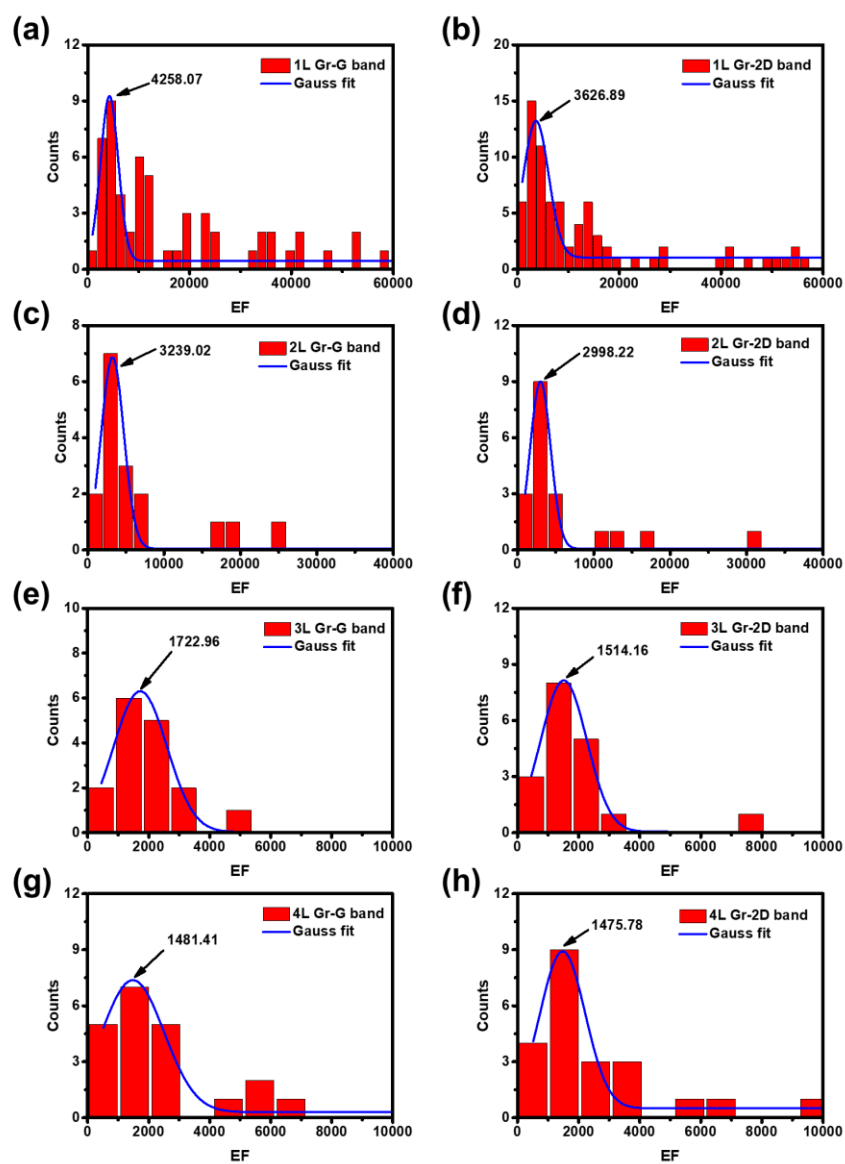 (a)
12
9
6
3
0
Counts
4258.07
1L Gr-G band
Gauss fit
0 20000 40000 60000
EF
(b)
20
15
10
5
0
Counts
3626.89
1L Gr-2D band
Gauss fit
0 20000 40000 60000
EF
(c)
8
6
4
2
0
Counts
3239.02
2L Gr-G band
Gauss fit
0 10000 20000 30000 40000
EF
(d)
12
9
6
3
0
Counts
2998.22
2L Gr-2D band
Gauss fit
0 10000 20000 30000 40000
EF
(e)
10
8
6
4
2
0
Counts
1722.96
3L Gr-G band
Gauss fit
0 2000 4000 6000 8000 10000
EF
(f)
12
9
6
3
0
Counts
1514.16
3L Gr-2D band
Gauss fit
0 2000 4000 6000 8000 10000
EF
(g)
12
9
6
3
0
Counts
1481.41
4L Gr-G band
Gauss fit
0 2000 4000 6000 8000 10000
EF
(h)
12
9
6
3
0
Counts
1475.78
4L Gr-2D band
Gauss fit
0 2000 4000 6000 8000 10000
EF